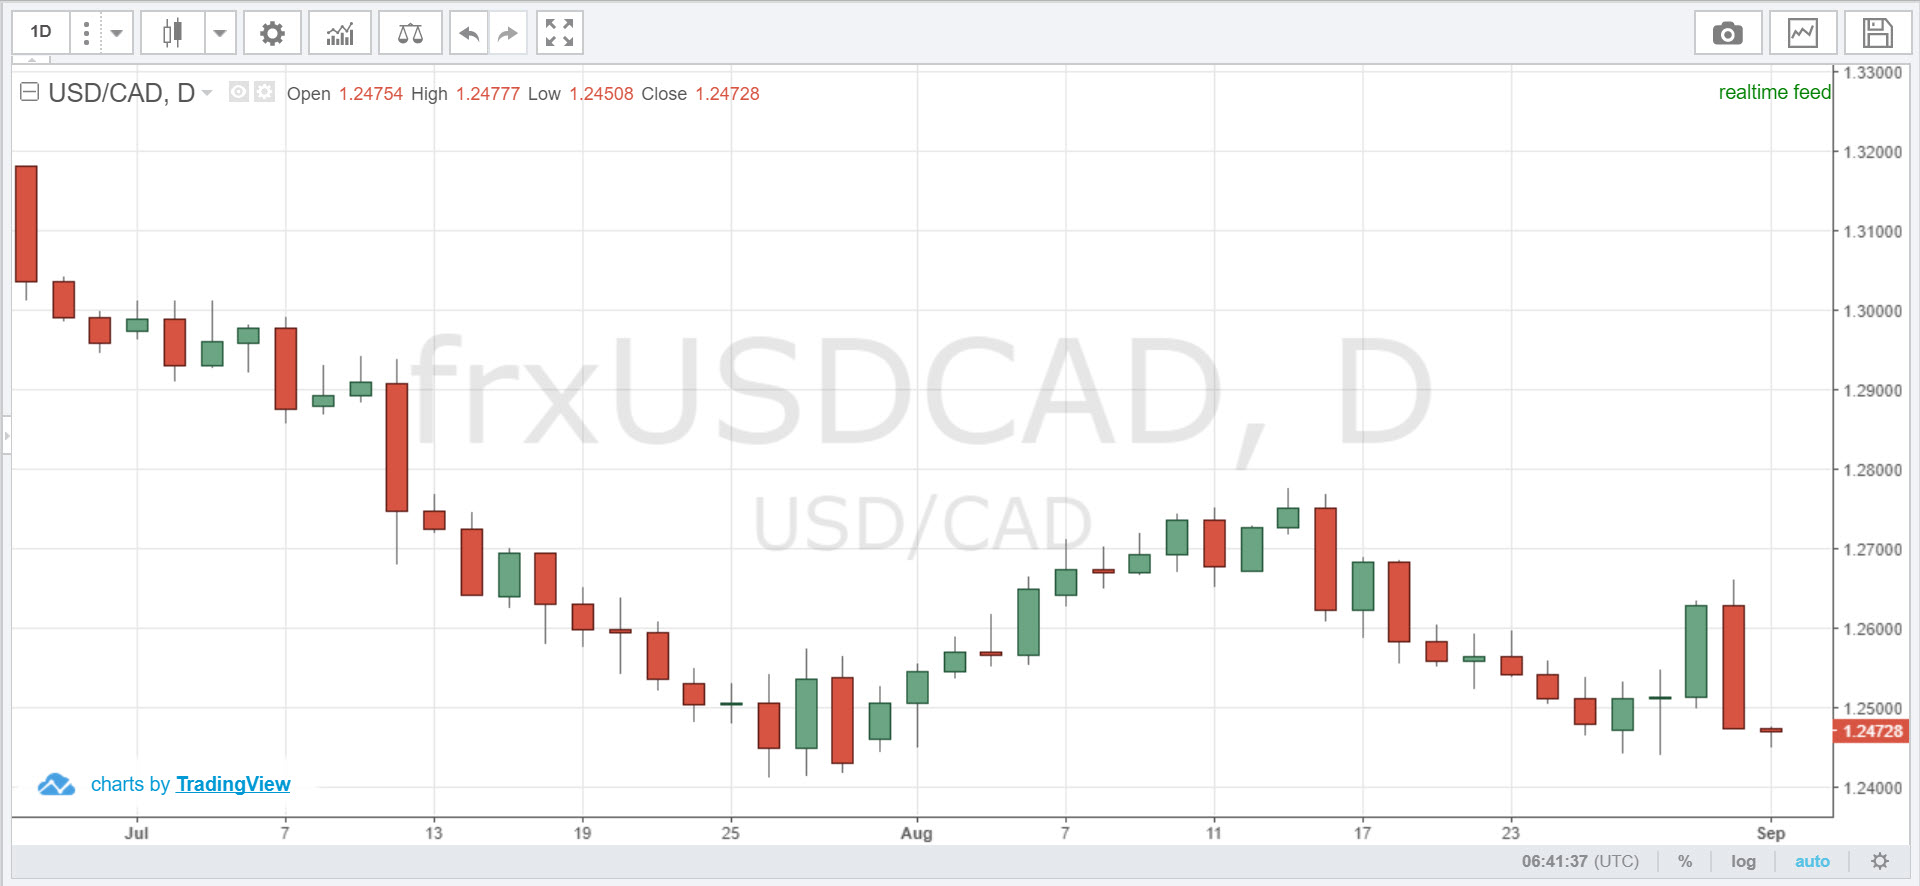 1D
USD/CAD, D Open 1.24754 High 1.24777 Low 1.24508 Close 1.24728
realtime feed
1.33000
1.32000
1.31000
1.30000
1.29000
1.28000
1.27000
1.26000
1.25000
1.24728
1.24000
frxUSDCAD, D
USD/CAD
charts by TradingView
Jul 7 13 19 25 Aug 7 11 17 23 Sep
06:41:37 (UTC) % log auto